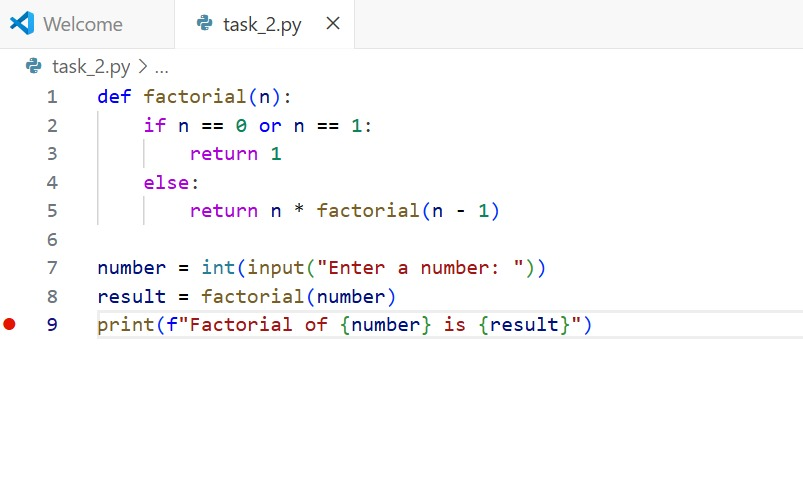 Welcome
task_2.py
task_2.py > ...
1 def factorial(n):
2     if n == 0 or n == 1:
3         return 1
4     else:
5         return n * factorial(n - 1)
6
7 number = int(input("Enter a number: "))
8 result = factorial(number)
9 print(f"Factorial of {number} is {result}")